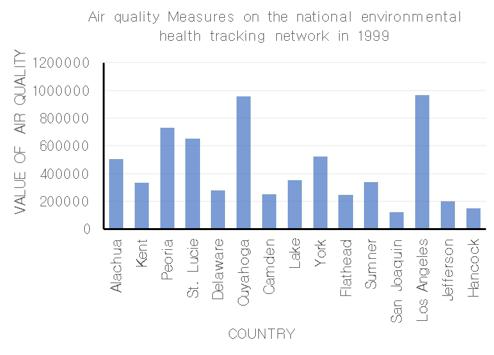 Air quality Measures on the national environmental
health tracking network in 1999
VALUE OF AIR QUALITY
1200000
1000000
800000
600000
400000
200000
0
Alachua
Kent
Peoria
St. Lucie
Delaware
Cuyahoga
Camden
Lake
York
Flathead
Sumner
San Joaquin
Los Angeles
Jefferson
Hancock
COUNTRY